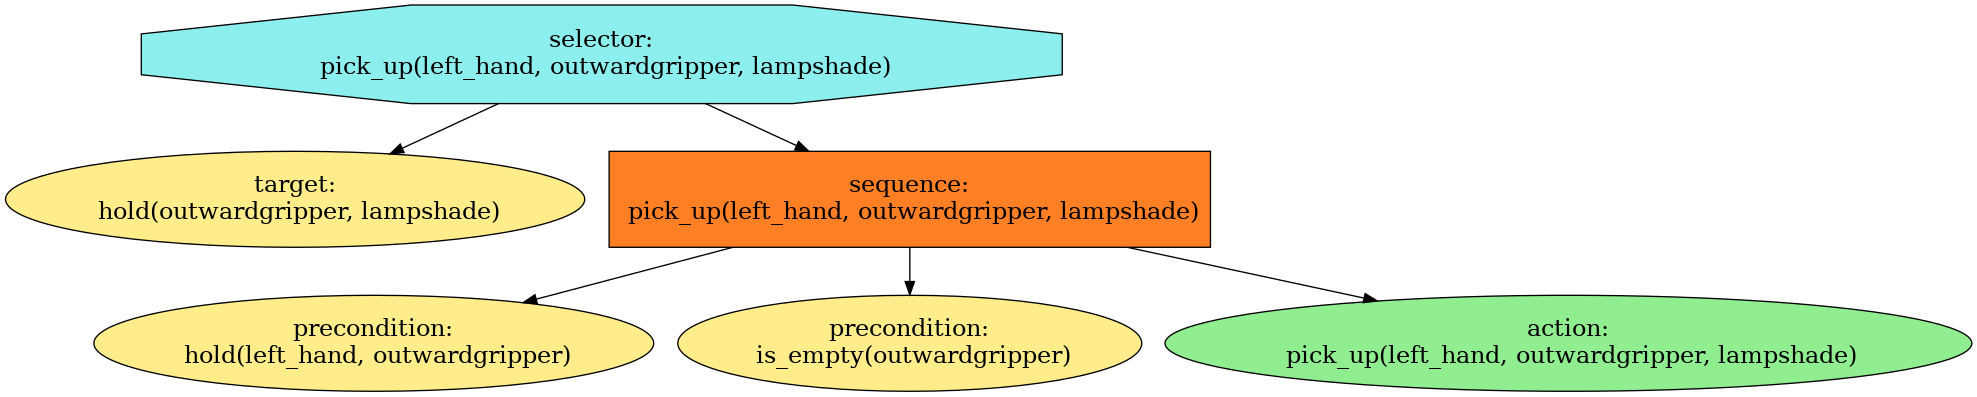 selector:
pick_up(left_hand, outwardgripper, lampshade)
target:
hold(outwardgripper, lampshade)
sequence:
pick_up(left_hand, outwardgripper, lampshade)
precondition:
hold(left_hand, outwardgripper)
precondition:
is_empty(outwardgripper)
action:
pick_up(left_hand, outwardgripper, lampshade)